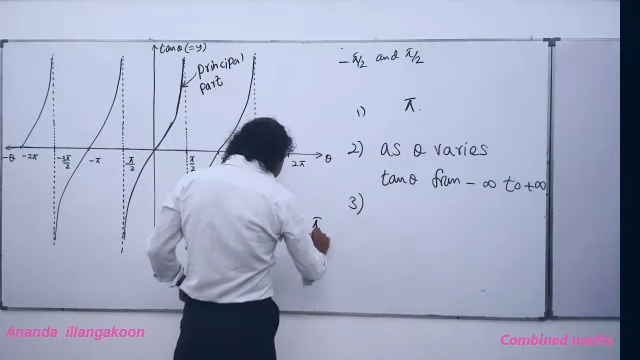 tanθ (=y)
principal
part
-θ -2π -3π/2 -π π/2 π/2 2π θ
- π/2 and π/2
1) π.
2) as θ varies
tanθ from - ∞ to +∞
3)
π
Ananda illangakoon
Combined maths